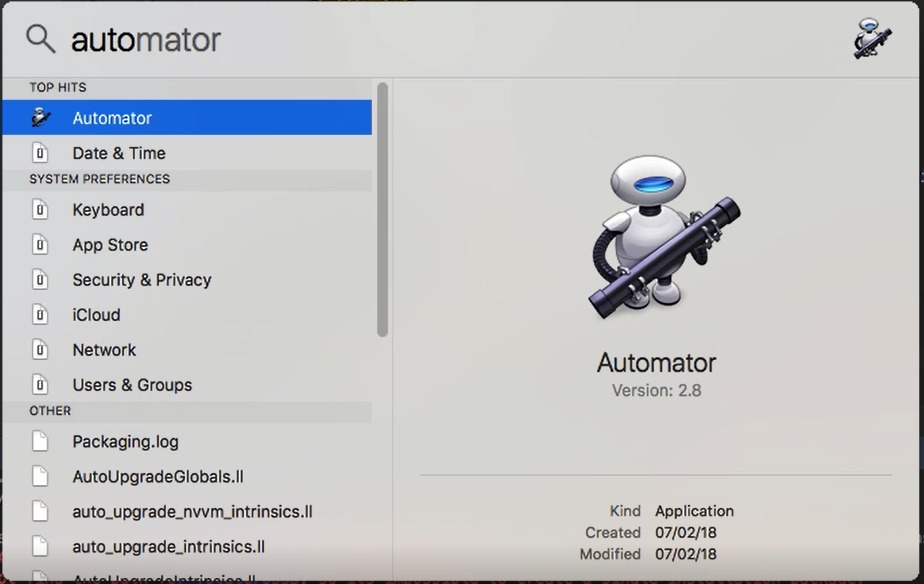 automator
TOP HITS
Automator
Date & Time
SYSTEM PREFERENCES
Keyboard
App Store
Security & Privacy
iCloud
Network
Users & Groups
OTHER
Packaging.log
AutoUpgradeGlobals.ll
auto_upgrade_nvvm_intrinsics.ll
auto_upgrade_intrinsics.ll
AutoUpgradeIntrinsics.ll
Automator
Version: 2.8
Kind Application
Created 07/02/18
Modified 07/02/18